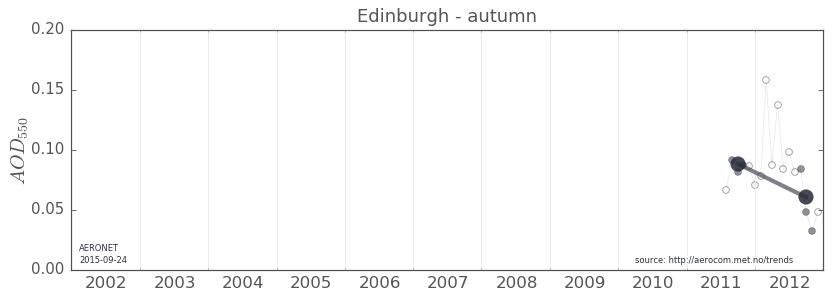 Edinburgh - autumn
0.20
0.15
0.10
0.05
0.00
AOD550
AERONET
2015-09-24
source: http://aerocom.met.no/trends
2002 2003 2004 2005 2006 2007 2008 2009 2010 2011 2012